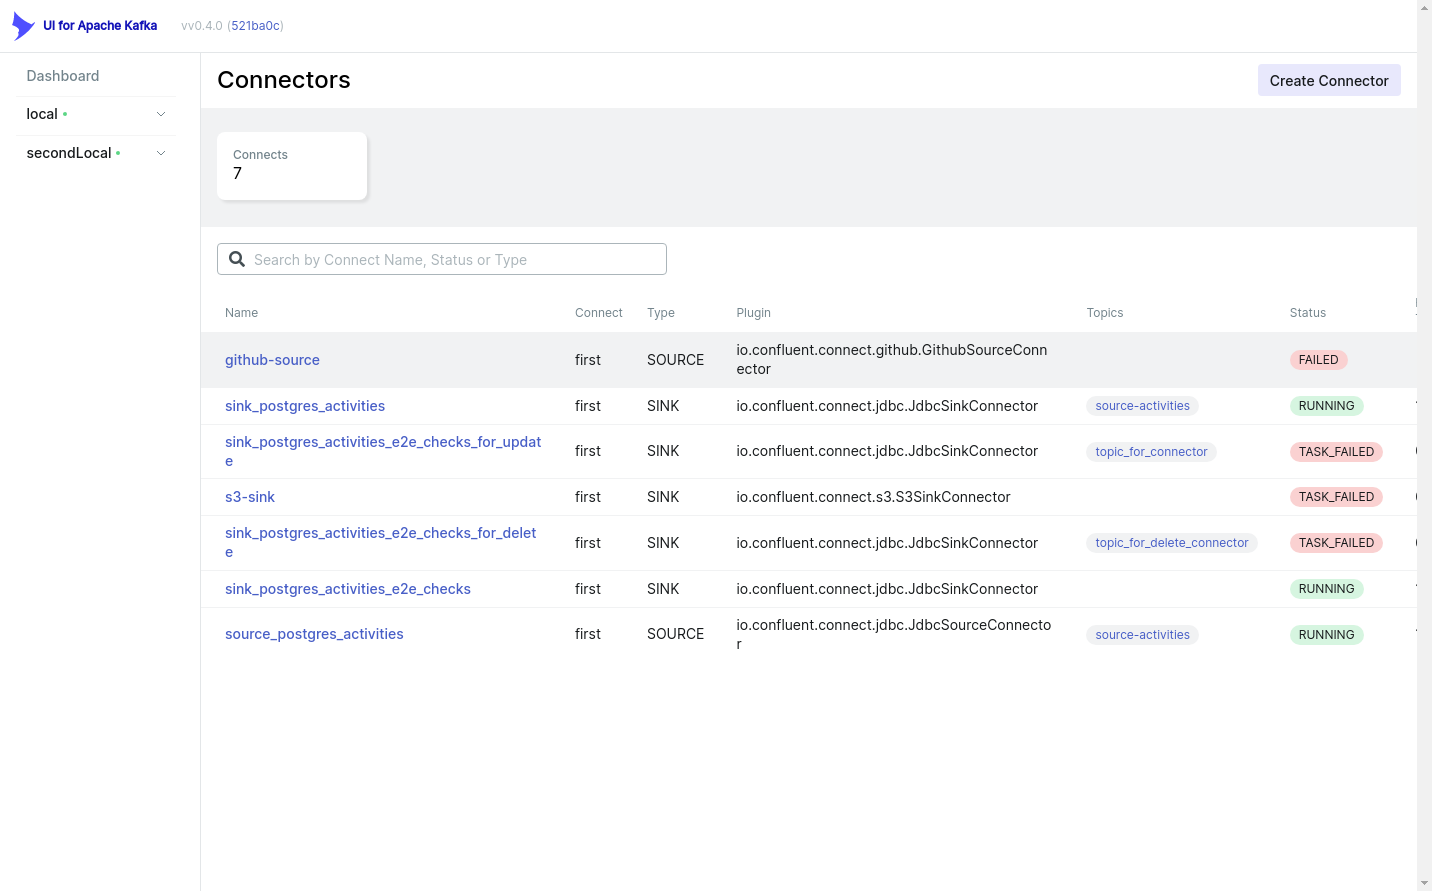 UI for Apache Kafka vv0.4.0 (521ba0c)
Dashboard
local
secondLocal
Connectors
Create Connector
Connects
7
Search by Connect Name, Status or Type
Name Connect Type Plugin Topics Status
github-source first SOURCE io.confluent.connect.github.GithubSourceConn
ector FAILED
sink_postgres_activities first SINK io.confluent.connect.jdbc.JdbcSinkConnector source-activities RUNNING
sink_postgres_activities_e2e_checks_for_updat
e first SINK io.confluent.connect.jdbc.JdbcSinkConnector topic_for_connector TASK_FAILED
s3-sink first SINK io.confluent.connect.s3.S3SinkConnector TASK_FAILED
sink_postgres_activities_e2e_checks_for_delet
e first SINK io.confluent.connect.jdbc.JdbcSinkConnector topic_for_delete_connector TASK_FAILED
sink_postgres_activities_e2e_checks first SINK io.confluent.connect.jdbc.JdbcSinkConnector RUNNING
source_postgres_activities first SOURCE io.confluent.connect.jdbc.JdbcSourceConnecto
r source-activities RUNNING